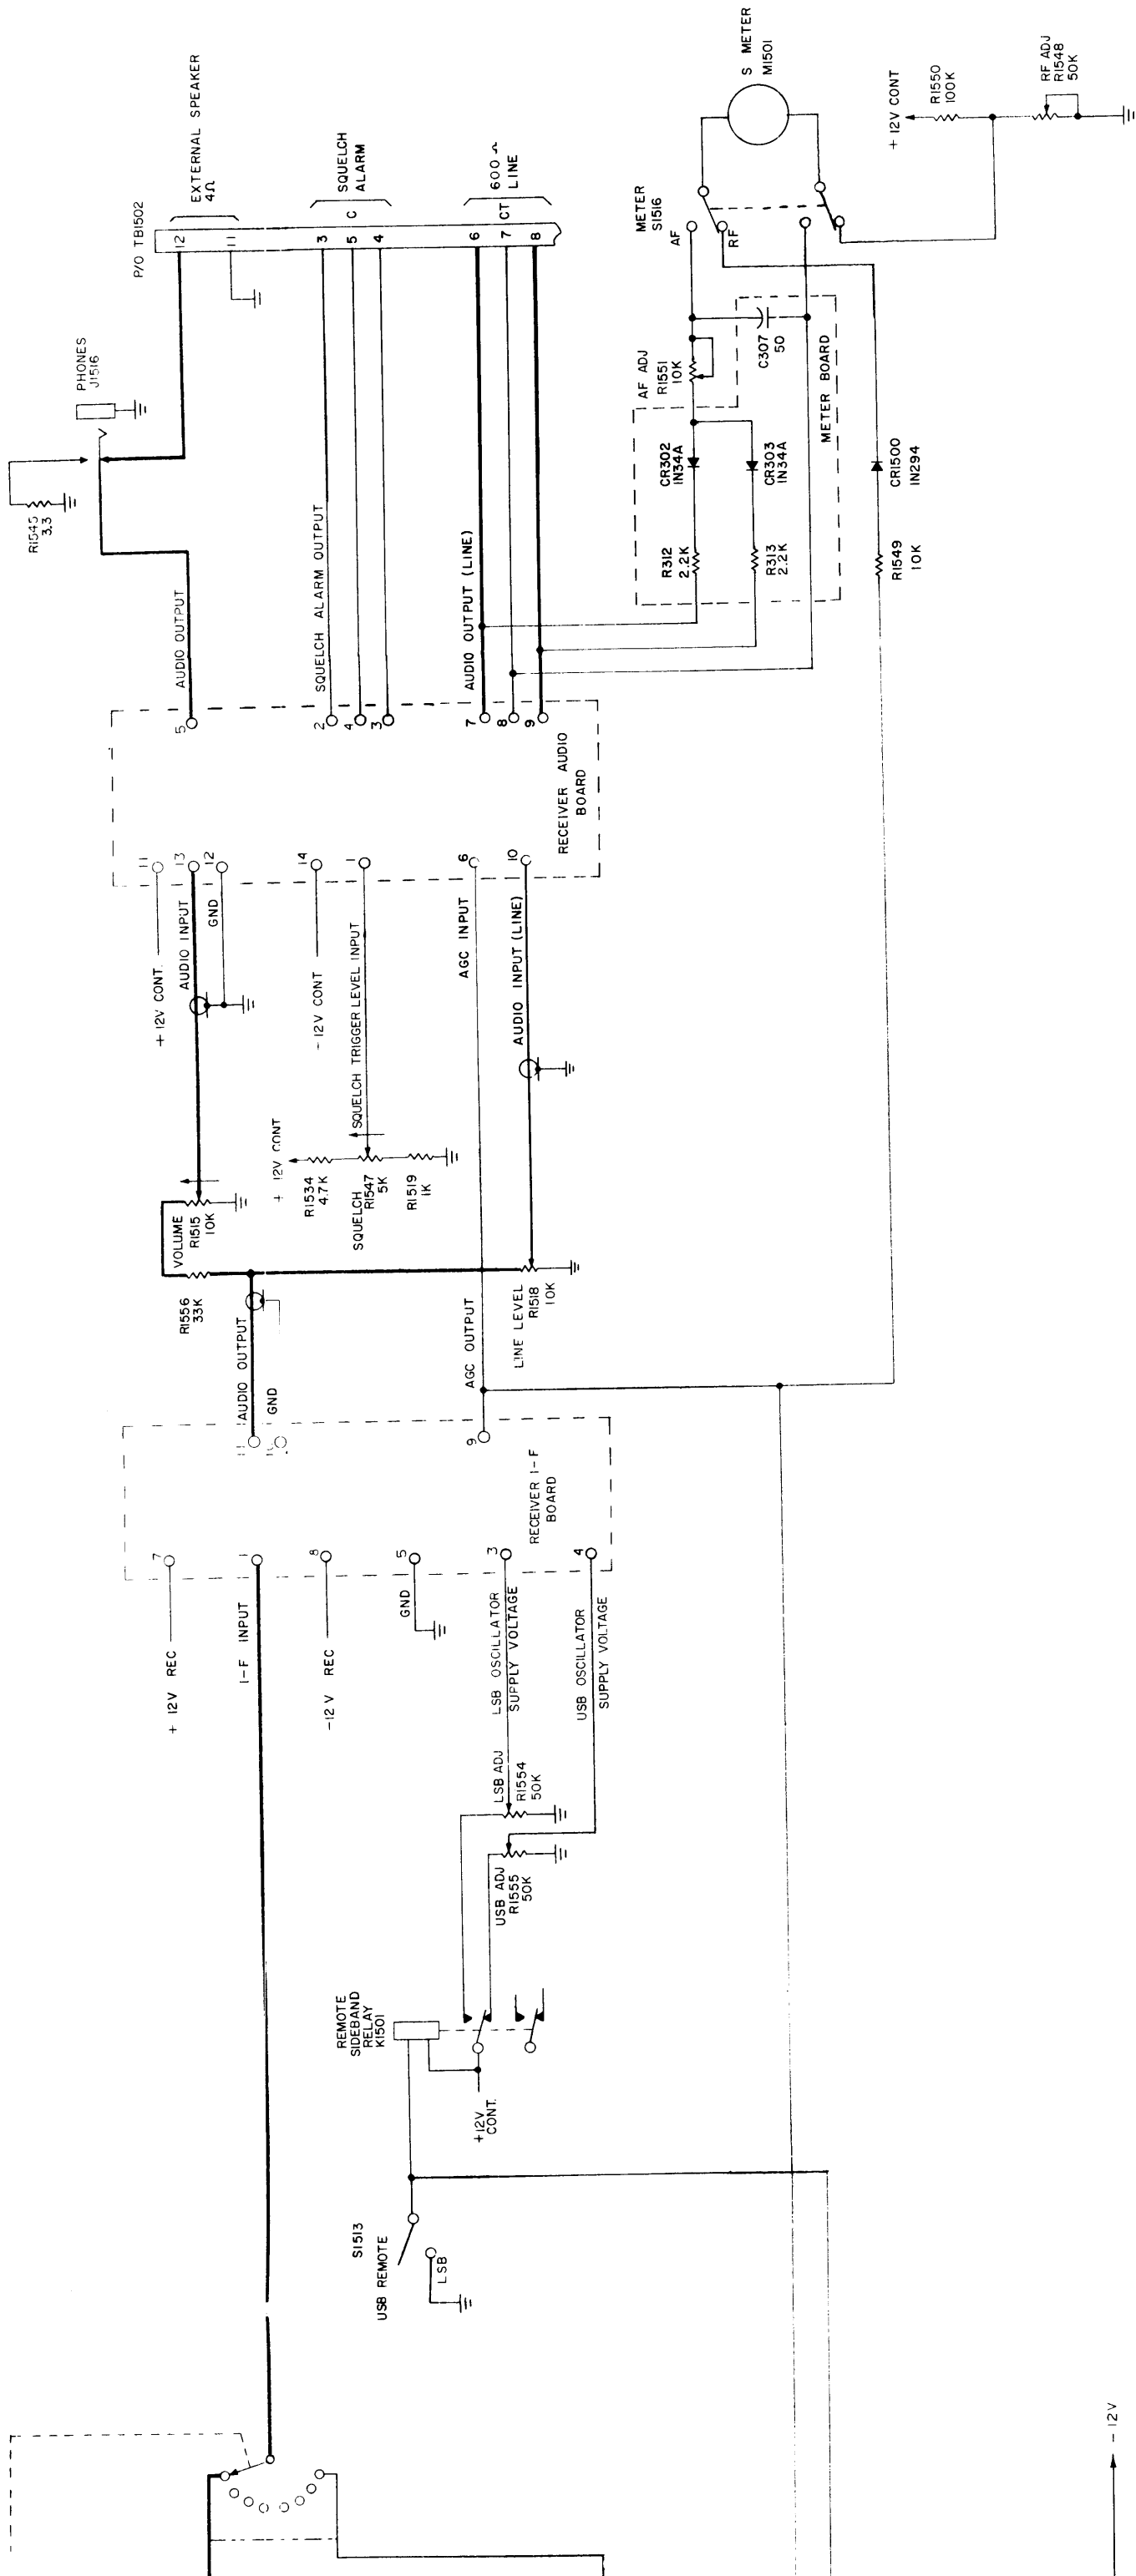 P/O TB1502
12
11
EXTERNAL SPEAKER
4Ω
3
5
4
C
SQUELCH
ALARM
6
7
8
CT
600 Ω
LINE
PHONES
J1516
R1545
3.3
AUDIO OUTPUT
5
SQUELCH ALARM OUTPUT
2
4
3
AUDIO OUTPUT (LINE)
7
8
9
RECEIVER AUDIO
BOARD
METER
S1516
AF
RF
S METER
M1501
+ 12V CONT
R1550
100K
RF ADJ
R1548
50K
AF ADJ
R1551
10K
C307
50
METER BOARD
CR302
1N34A
CR303
1N34A
R312
2.2K
R313
2.2K
CR1500
1N294
R1549
10K
11
13
12
14
1
6
10
+ 12V CONT.
AUDIO INPUT
GND
- 12V CONT
SQUELCH TRIGGER LEVEL INPUT
AGC INPUT
AUDIO INPUT (LINE)
VOLUME
R1515
10K
R1556
33K
+ 12V CONT
R1534
4.7K
SQUELCH
R1547
5K
R1519
1K
LINE LEVEL
R1518
10K
AUDIO OUTPUT
GND
AGC OUTPUT
11
9
RECEIVER I-F
BOARD
7
1
8
5
3
4
+ 12V REC
I-F INPUT
-12V REC
GND
LSB OSCILLATOR
SUPPLY VOLTAGE
USB OSCILLATOR
SUPPLY VOLTAGE
LSB ADJ
R1554
50K
USB ADJ
R1555
50K
REMOTE
SIDEBAND
RELAY
K1501
+12V
CONT.
S1513
USB REMOTE
LSB
- 12V